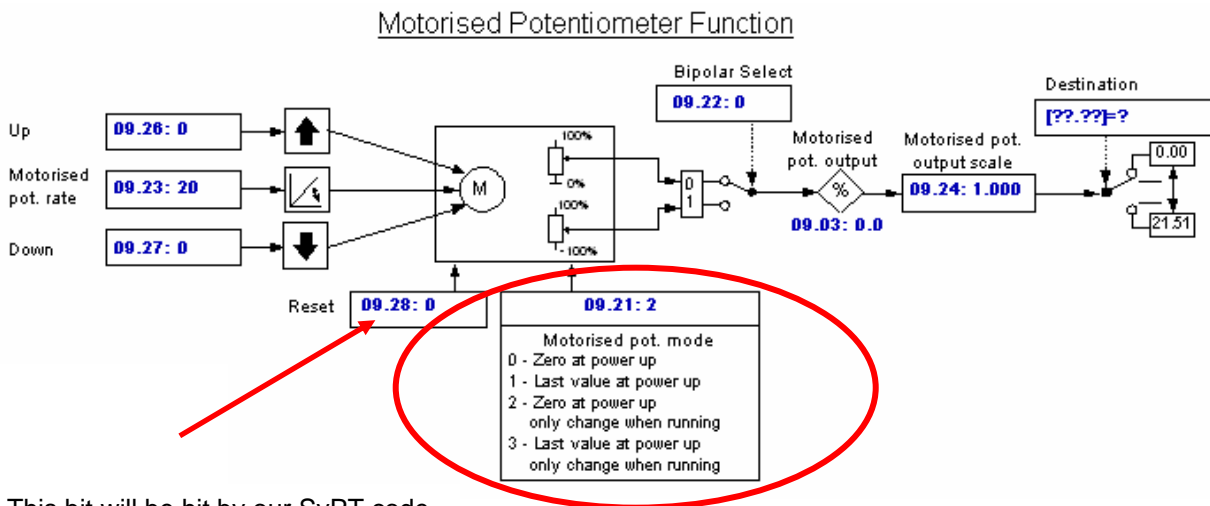 Motorised Potentiometer Function
Bipolar Select
09.22: 0
Destination
[??.??]=?
Up
09.26: 0
100%
0%
Motorised
pot. rate
09.23: 20
M
0
1
Motorised
pot. output
%
09.03: 0.0
Motorised pot.
output scale
09.24: 1.000
0.00
21.51
100%
-100%
Down
09.27: 0
Reset
09.28: 0
09.21: 2
Motorised pot. mode
0 - Zero at power up
1 - Last value at power up
2 - Zero at power up
only change when running
3 - Last value at power up
only change when running
This bit will be hit by our SyPT code